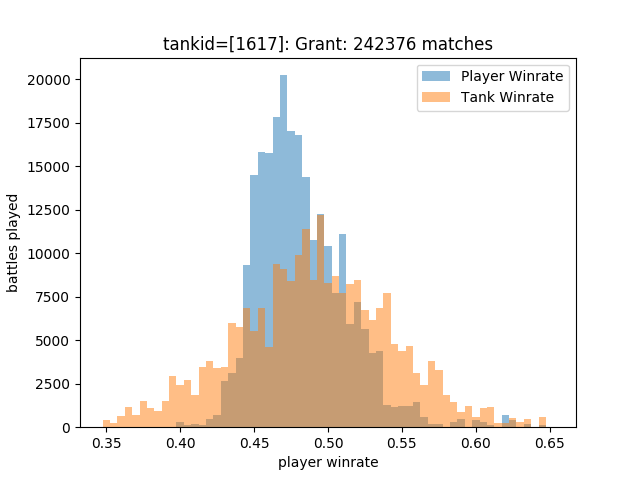 tankid=[1617]: Grant: 242376 matches
Player Winrate
Tank Winrate
20000
17500
15000
12500
10000
7500
5000
2500
0
battles played
0.35 0.40 0.45 0.50 0.55 0.60 0.65
player winrate